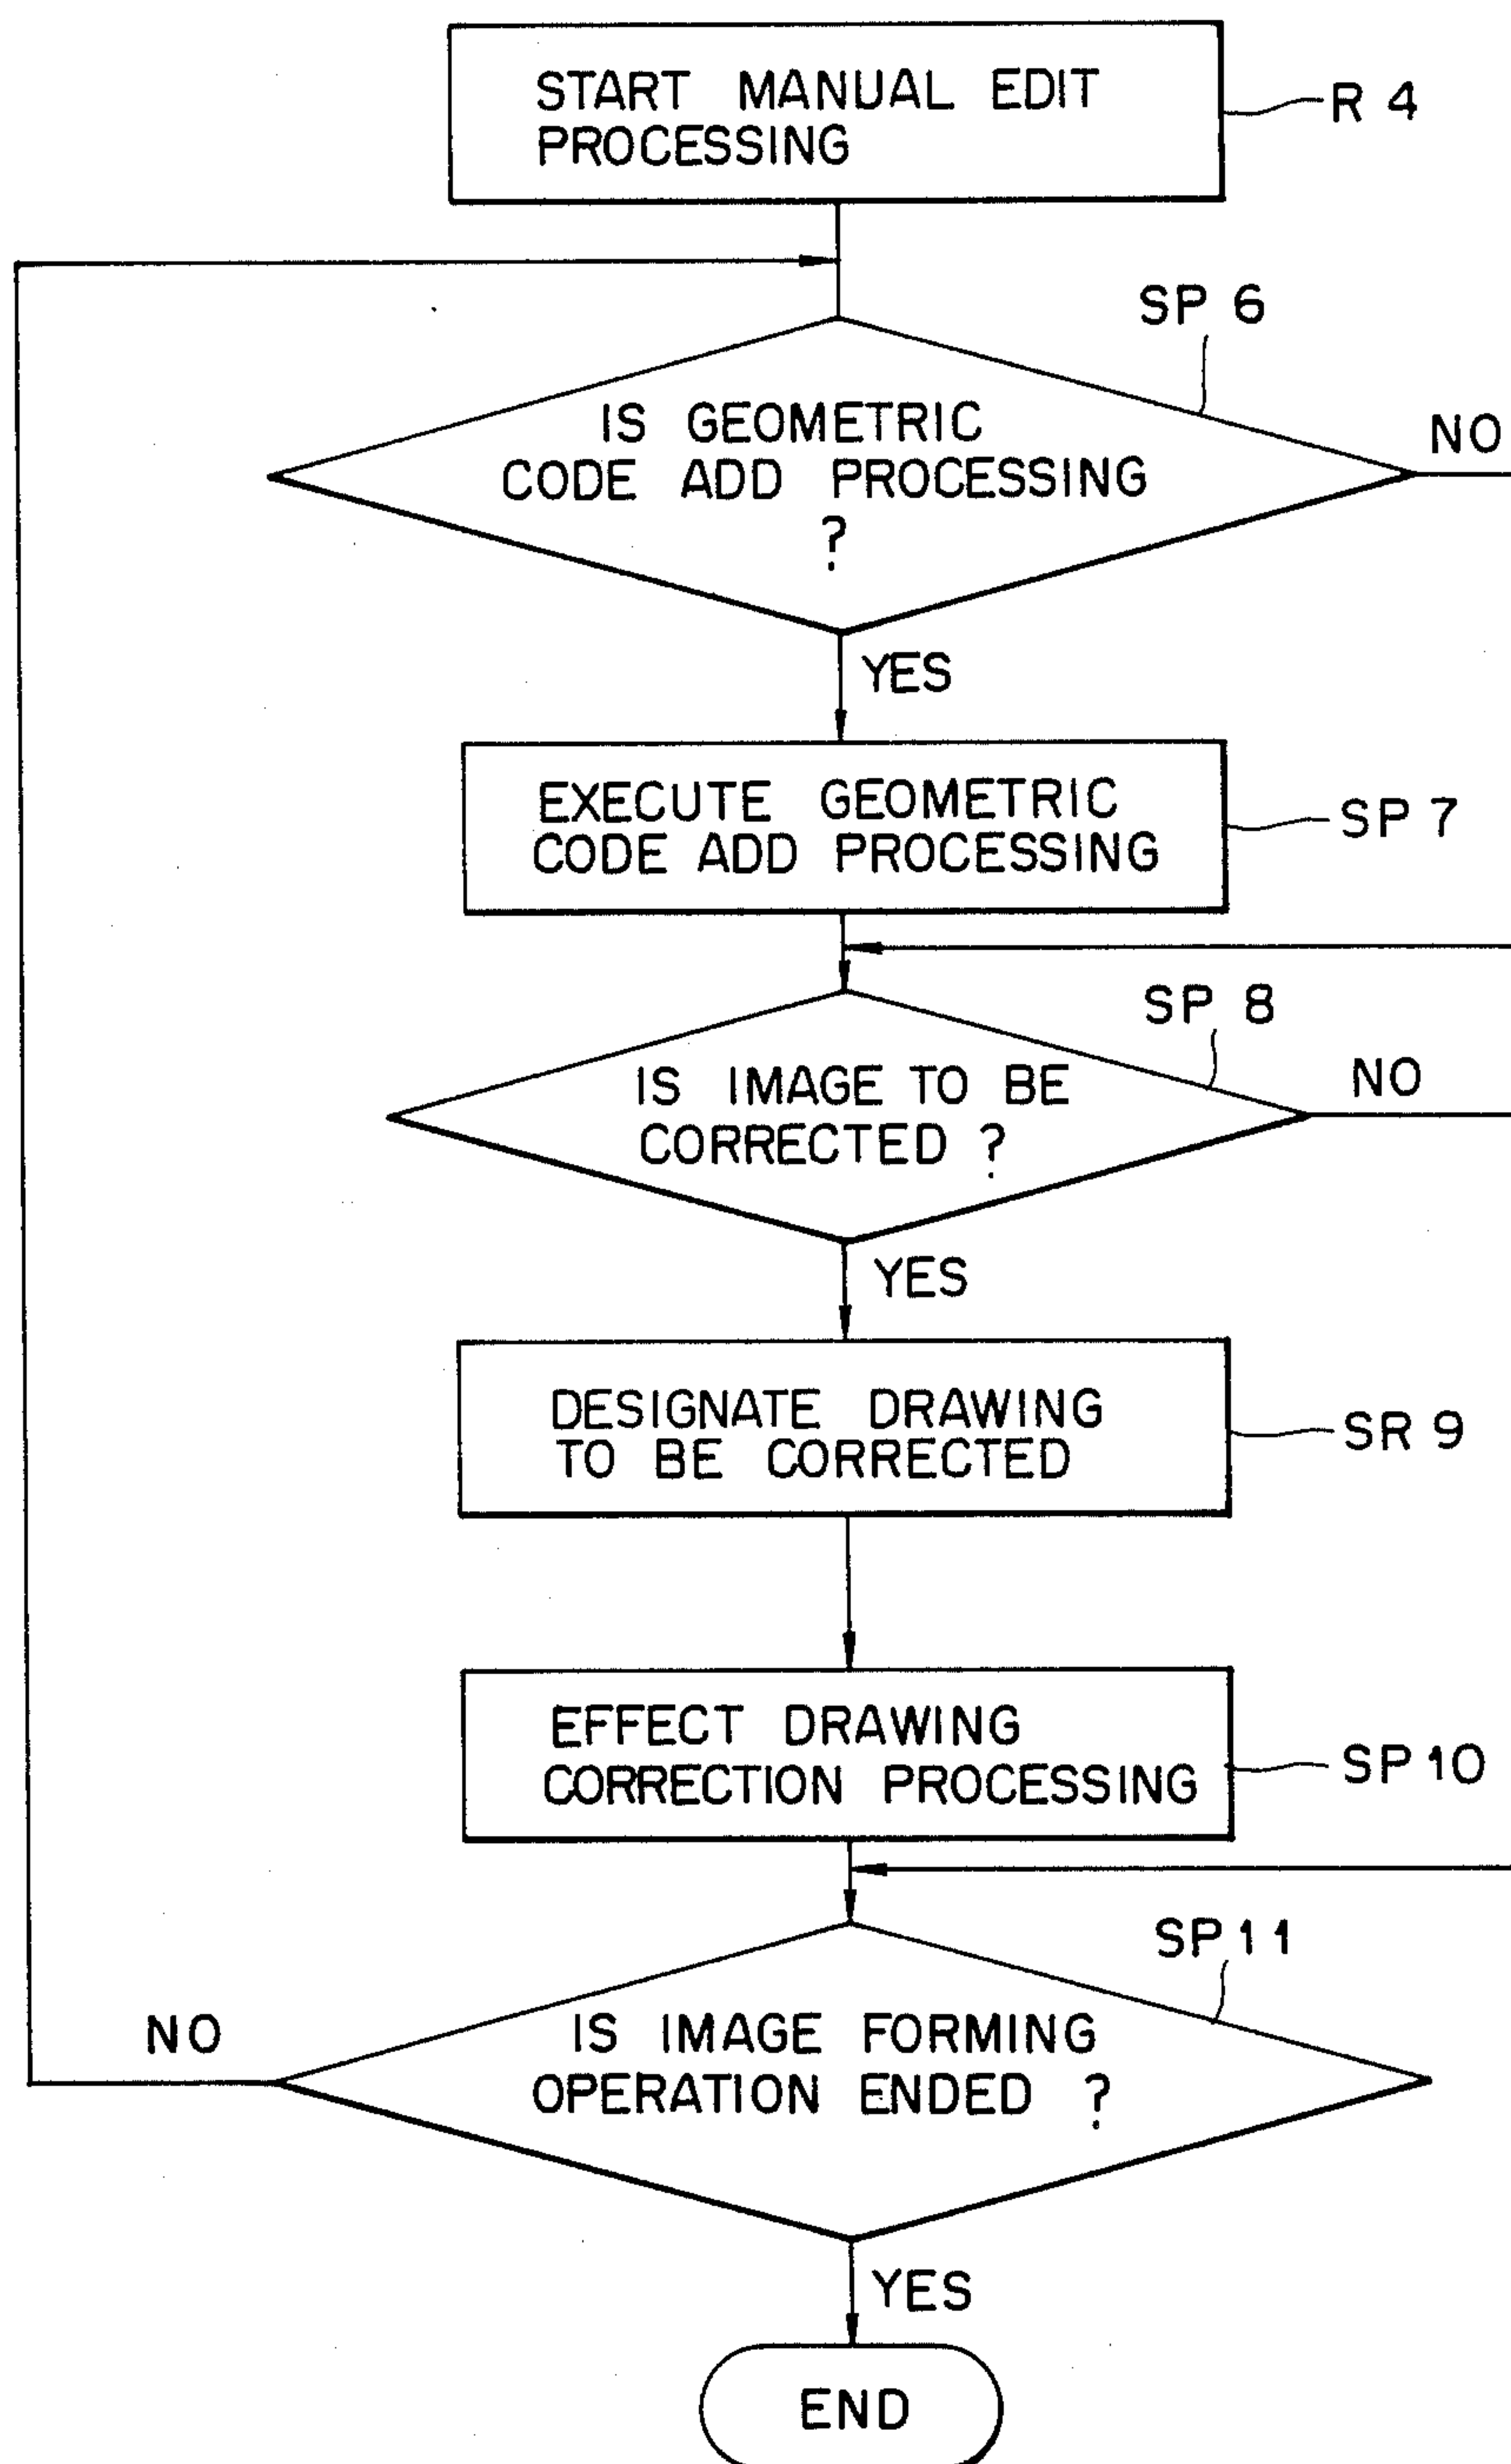 START MANUAL EDIT
PROCESSING
R 4
SP 6
IS GEOMETRIC
CODE ADD PROCESSING
?
NO
YES
EXECUTE GEOMETRIC
CODE ADD PROCESSING
SP 7
SP 8
IS IMAGE TO BE
CORRECTED ?
NO
YES
DESIGNATE DRAWING
TO BE CORRECTED
SR 9
EFFECT DRAWING
CORRECTION PROCESSING
SP 10
SP 11
NO
IS IMAGE FORMING
OPERATION ENDED ?
YES
END